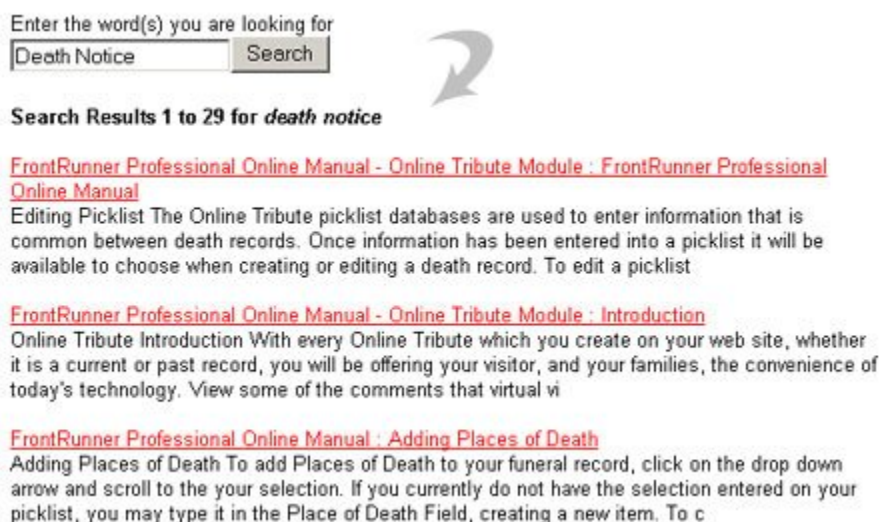 Enter the word(s) you are looking for
Death Notice Search
Search Results 1 to 29 for death notice
FrontRunner Professional Online Manual - Online Tribute Module : FrontRunner Professional
Online Manual
Editing Picklist The Online Tribute picklist databases are used to enter information that is
common between death records. Once information has been entered into a picklist it will be
available to choose when creating or editing a death record. To edit a picklist
FrontRunner Professional Online Manual - Online Tribute Module : Introduction
Online Tribute Introduction With every Online Tribute which you create on your web site, whether
it is a current or past record, you will be offering your visitor, and your families, the convenience of
today's technology. View some of the comments that virtual vi
FrontRunner Professional Online Manual : Adding Places of Death
Adding Places of Death To add Places of Death to your funeral record, click on the drop down
arrow and scroll to the your selection. If you currently do not have the selection entered on your
picklist, you may type it in the Place of Death Field, creating a new item. To c